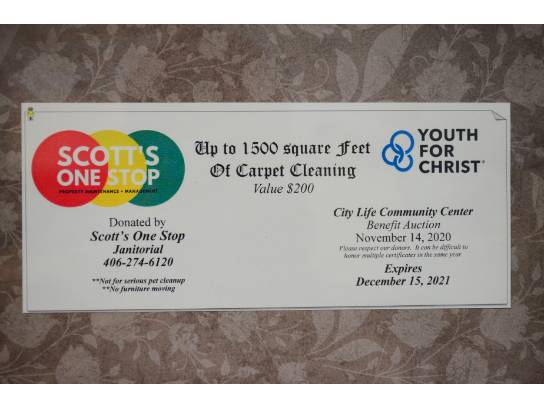 SCOTT'S
ONE STOP
PROPERTY MAINTENANCE • MANAGEMENT
Donated by
Scott's One Stop
Janitorial
406-274-6120
**Not for serious pet cleanup
**No furniture moving
Up to 1500 square Feet
Of Carpet Cleaning
Value $200
YOUTH
FOR
CHRIST®
City Life Community Center
Benefit Auction
November 14, 2020
Please respect our donors. It can be difficult to
honor multiple certificates in the same year
Expires
December 15, 2021